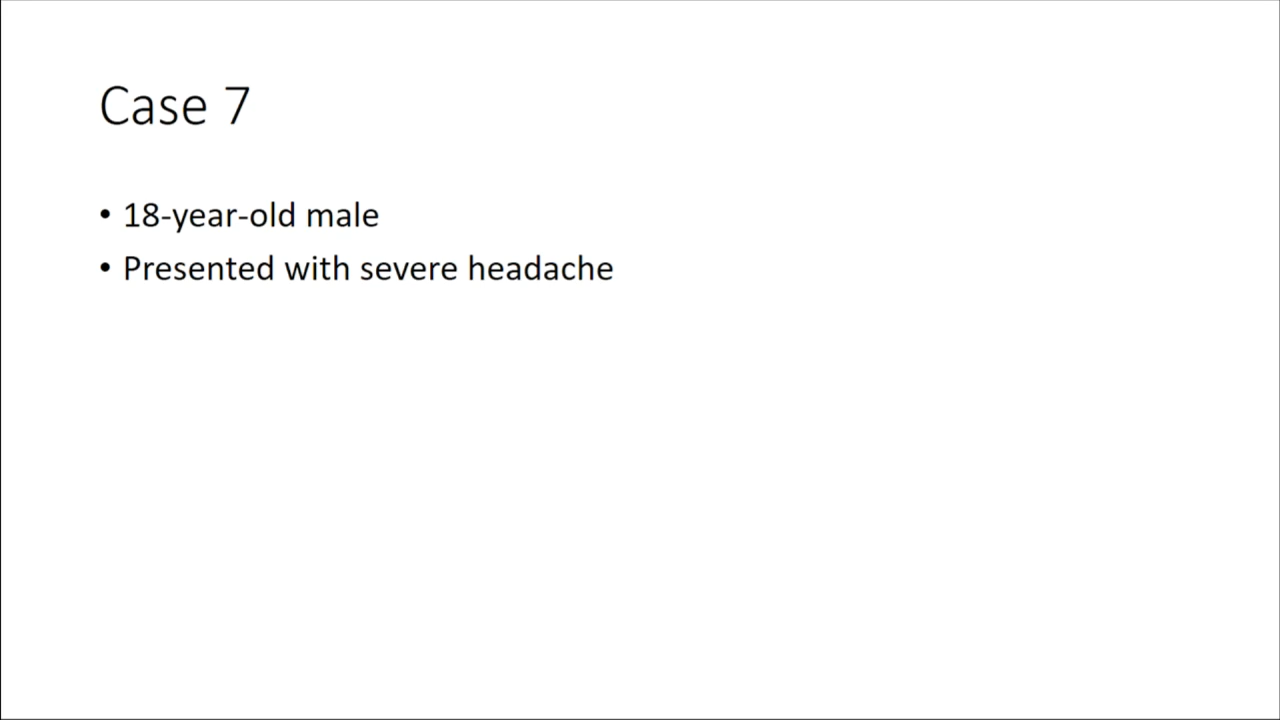 Case 7
• 18-year-old male
• Presented with severe headache